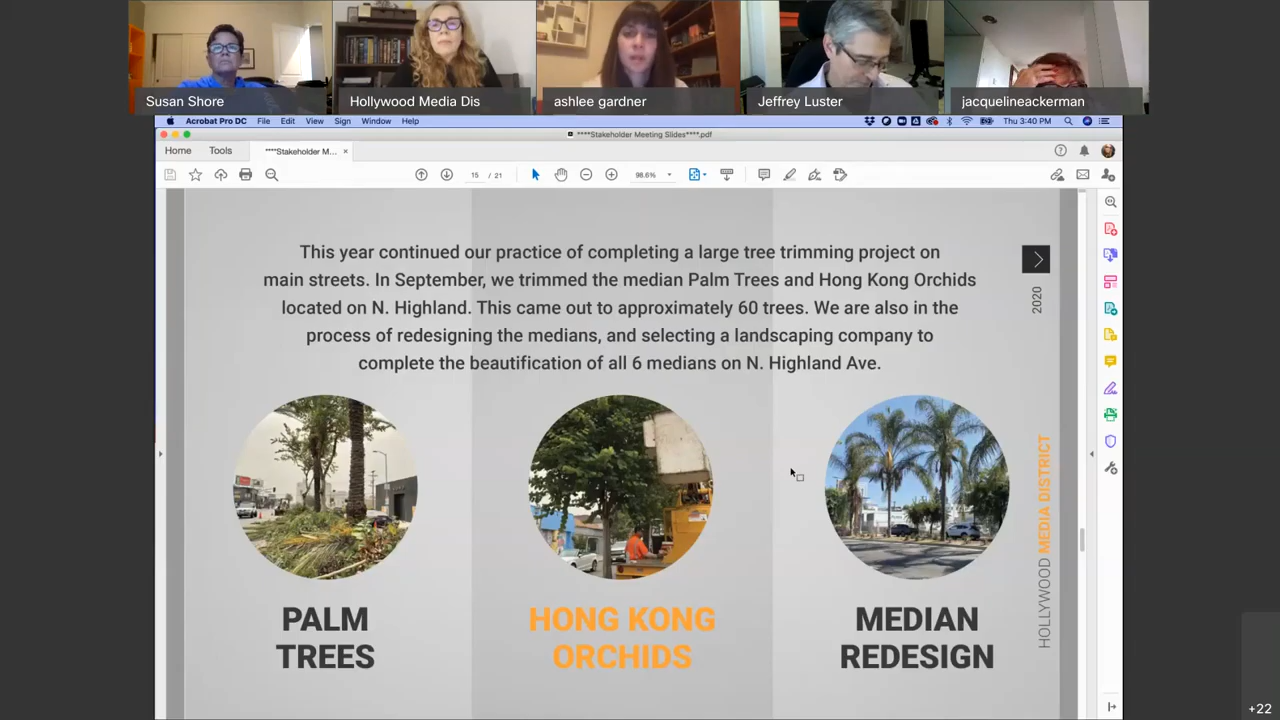 Susan Shore
Hollywood Media Dis
ashlee gardner
Jeffrey Luster
jacquelineackerman
Acrobat Pro DC File Edit View Sign Window Help
Thu 3:40 PM
****Stakeholder Meeting Slides****.pdf
Home Tools ****Stakeholder M... ×
15 / 21
98.6%
This year continued our practice of completing a large tree trimming project on
main streets. In September, we trimmed the median Palm Trees and Hong Kong Orchids
located on N. Highland. This came out to approximately 60 trees. We are also in the
process of redesigning the medians, and selecting a landscaping company to
complete the beautification of all 6 medians on N. Highland Ave.
2020
HOLLYWOOD MEDIA DISTRICT
PALM
TREES
HONG KONG
ORCHIDS
MEDIAN
REDESIGN
+22